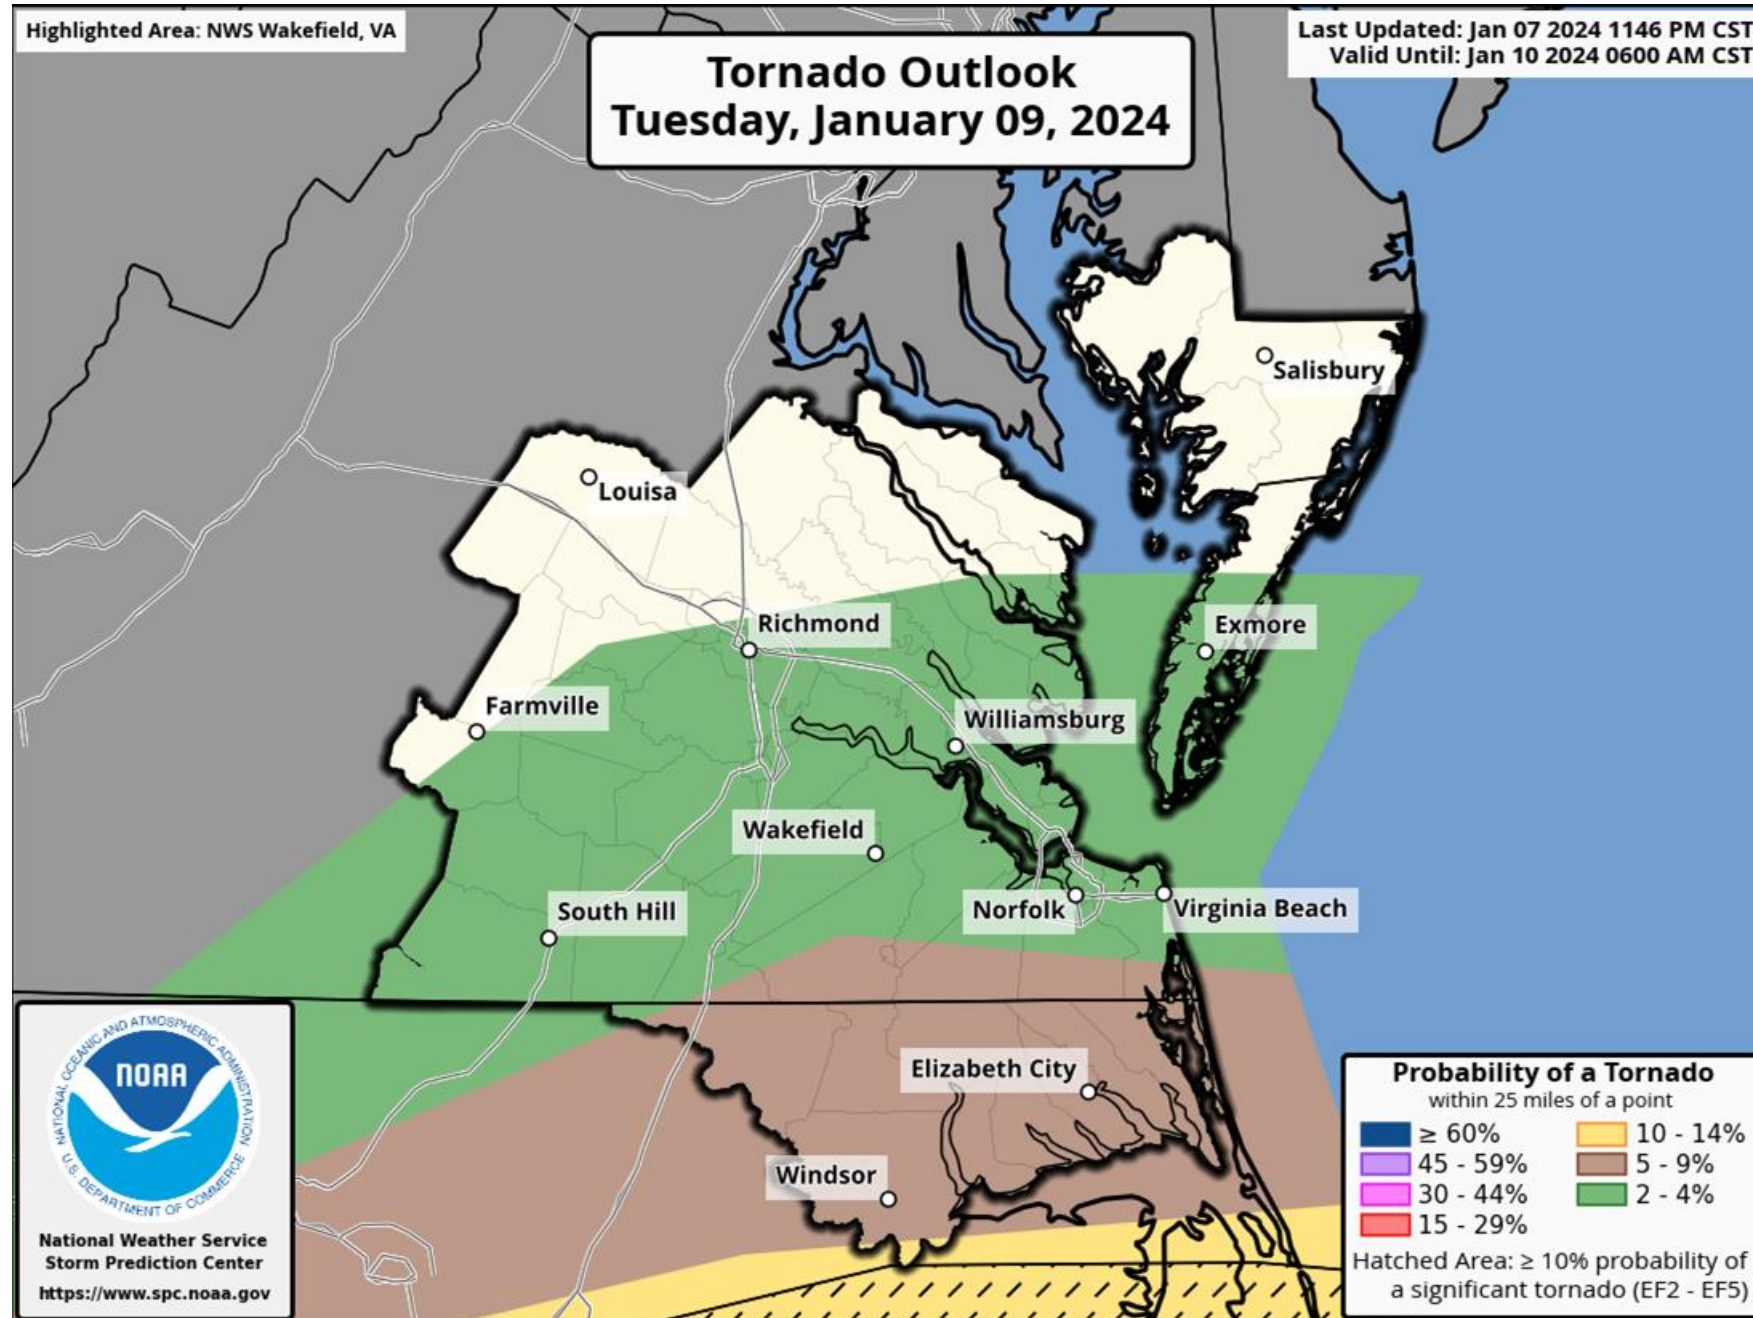 Highlighted Area: NWS Wakefield, VA
Last Updated: Jan 07 2024 1146 PM CST
Valid Until: Jan 10 2024 0600 AM CST
Tornado Outlook
Tuesday, January 09, 2024
Salisbury
Louisa
Richmond
Exmore
Farmville
Williamsburg
Wakefield
South Hill
Norfolk
Virginia Beach
Elizabeth City
Windsor
NATIONAL OCEANIC AND ATMOSPHERIC ADMINISTRATION
NOAA
U.S. DEPARTMENT OF COMMERCE
National Weather Service
Storm Prediction Center
https://www.spc.noaa.gov
Probability of a Tornado
within 25 miles of a point
≥ 60% 10 - 14%
45 - 59% 5 - 9%
30 - 44% 2 - 4%
15 - 29%
Hatched Area: ≥ 10% probability of
a significant tornado (EF2 - EF5)